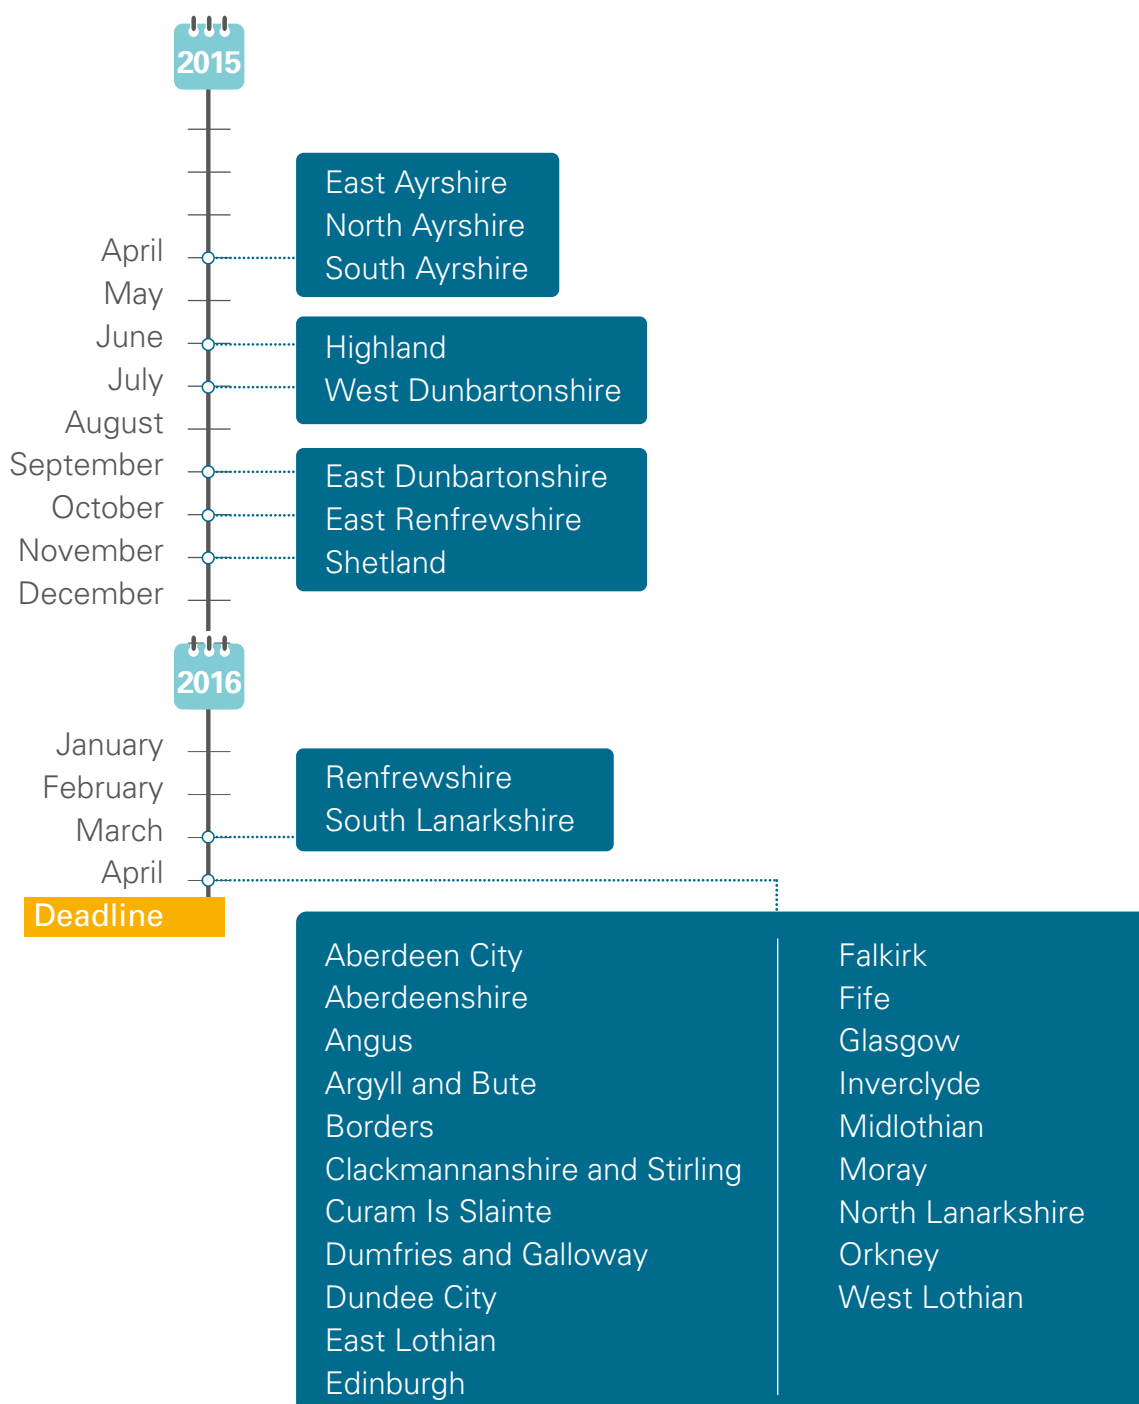 2015
East Ayrshire
North Ayrshire
April
South Ayrshire
May
June
Highland
July
West Dunbartonshire
August
September
East Dunbartonshire
October
East Renfrewshire
November
Shetland
December
2016
January
Renfrewshire
February
South Lanarkshire
March
April
Deadline
Aberdeen City
Aberdeenshire
Angus
Argyll and Bute
Borders
Clackmannanshire and Stirling
Curam Is Slainte
Dumfries and Galloway
Dundee City
East Lothian
Edinburgh
Falkirk
Fife
Glasgow
Inverclyde
Midlothian
Moray
North Lanarkshire
Orkney
West Lothian